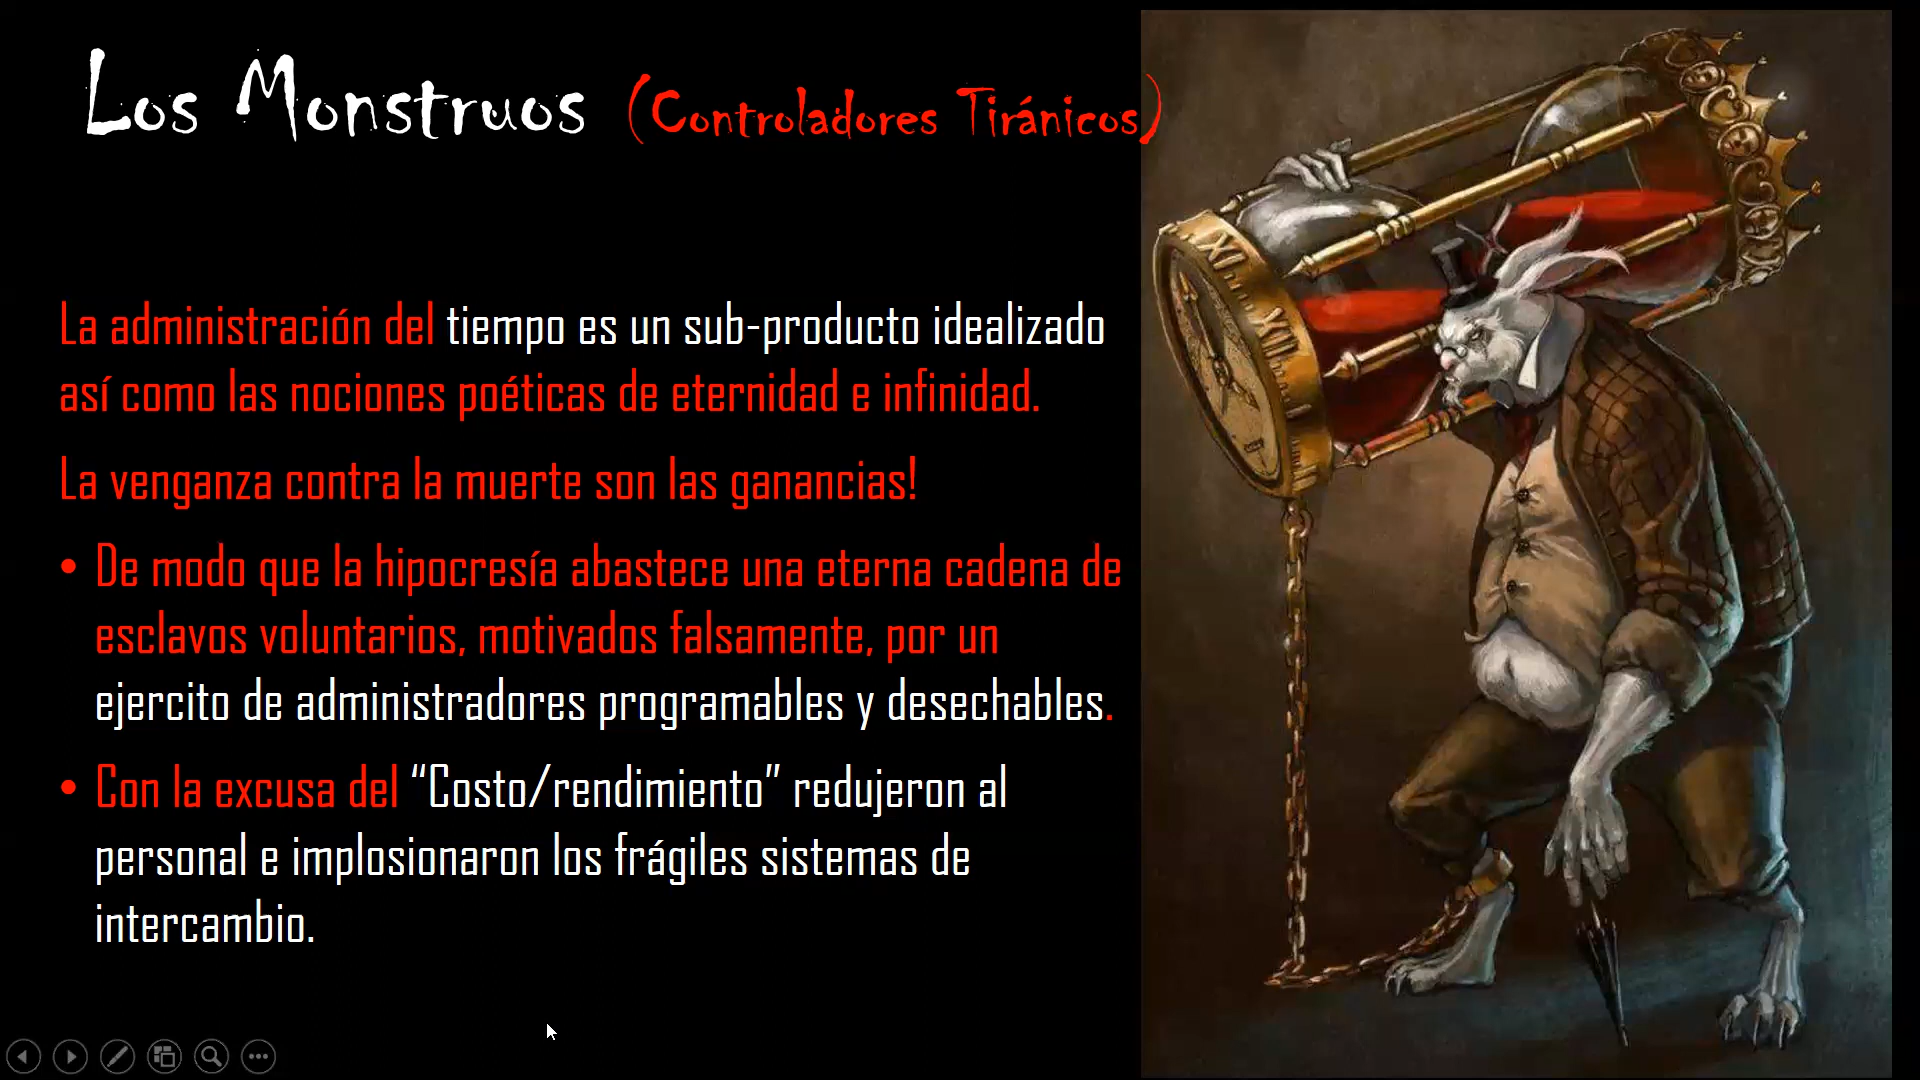 Los Monstruos (Controladores Tiránicos)
La administración del tiempo es un sub-producto idealizado
así como las nociones poéticas de eternidad e infinidad.
La venganza contra la muerte son las ganancias!
• De modo que la hipocresía abastece una eterna cadena de
esclavos voluntarios, motivados falsamente, por un
ejercito de administradores programables y desechables.
• Con la excusa del “Costo/rendimiento” redujeron al
personal e implosionaron los frágiles sistemas de
intercambio.
XI
XII